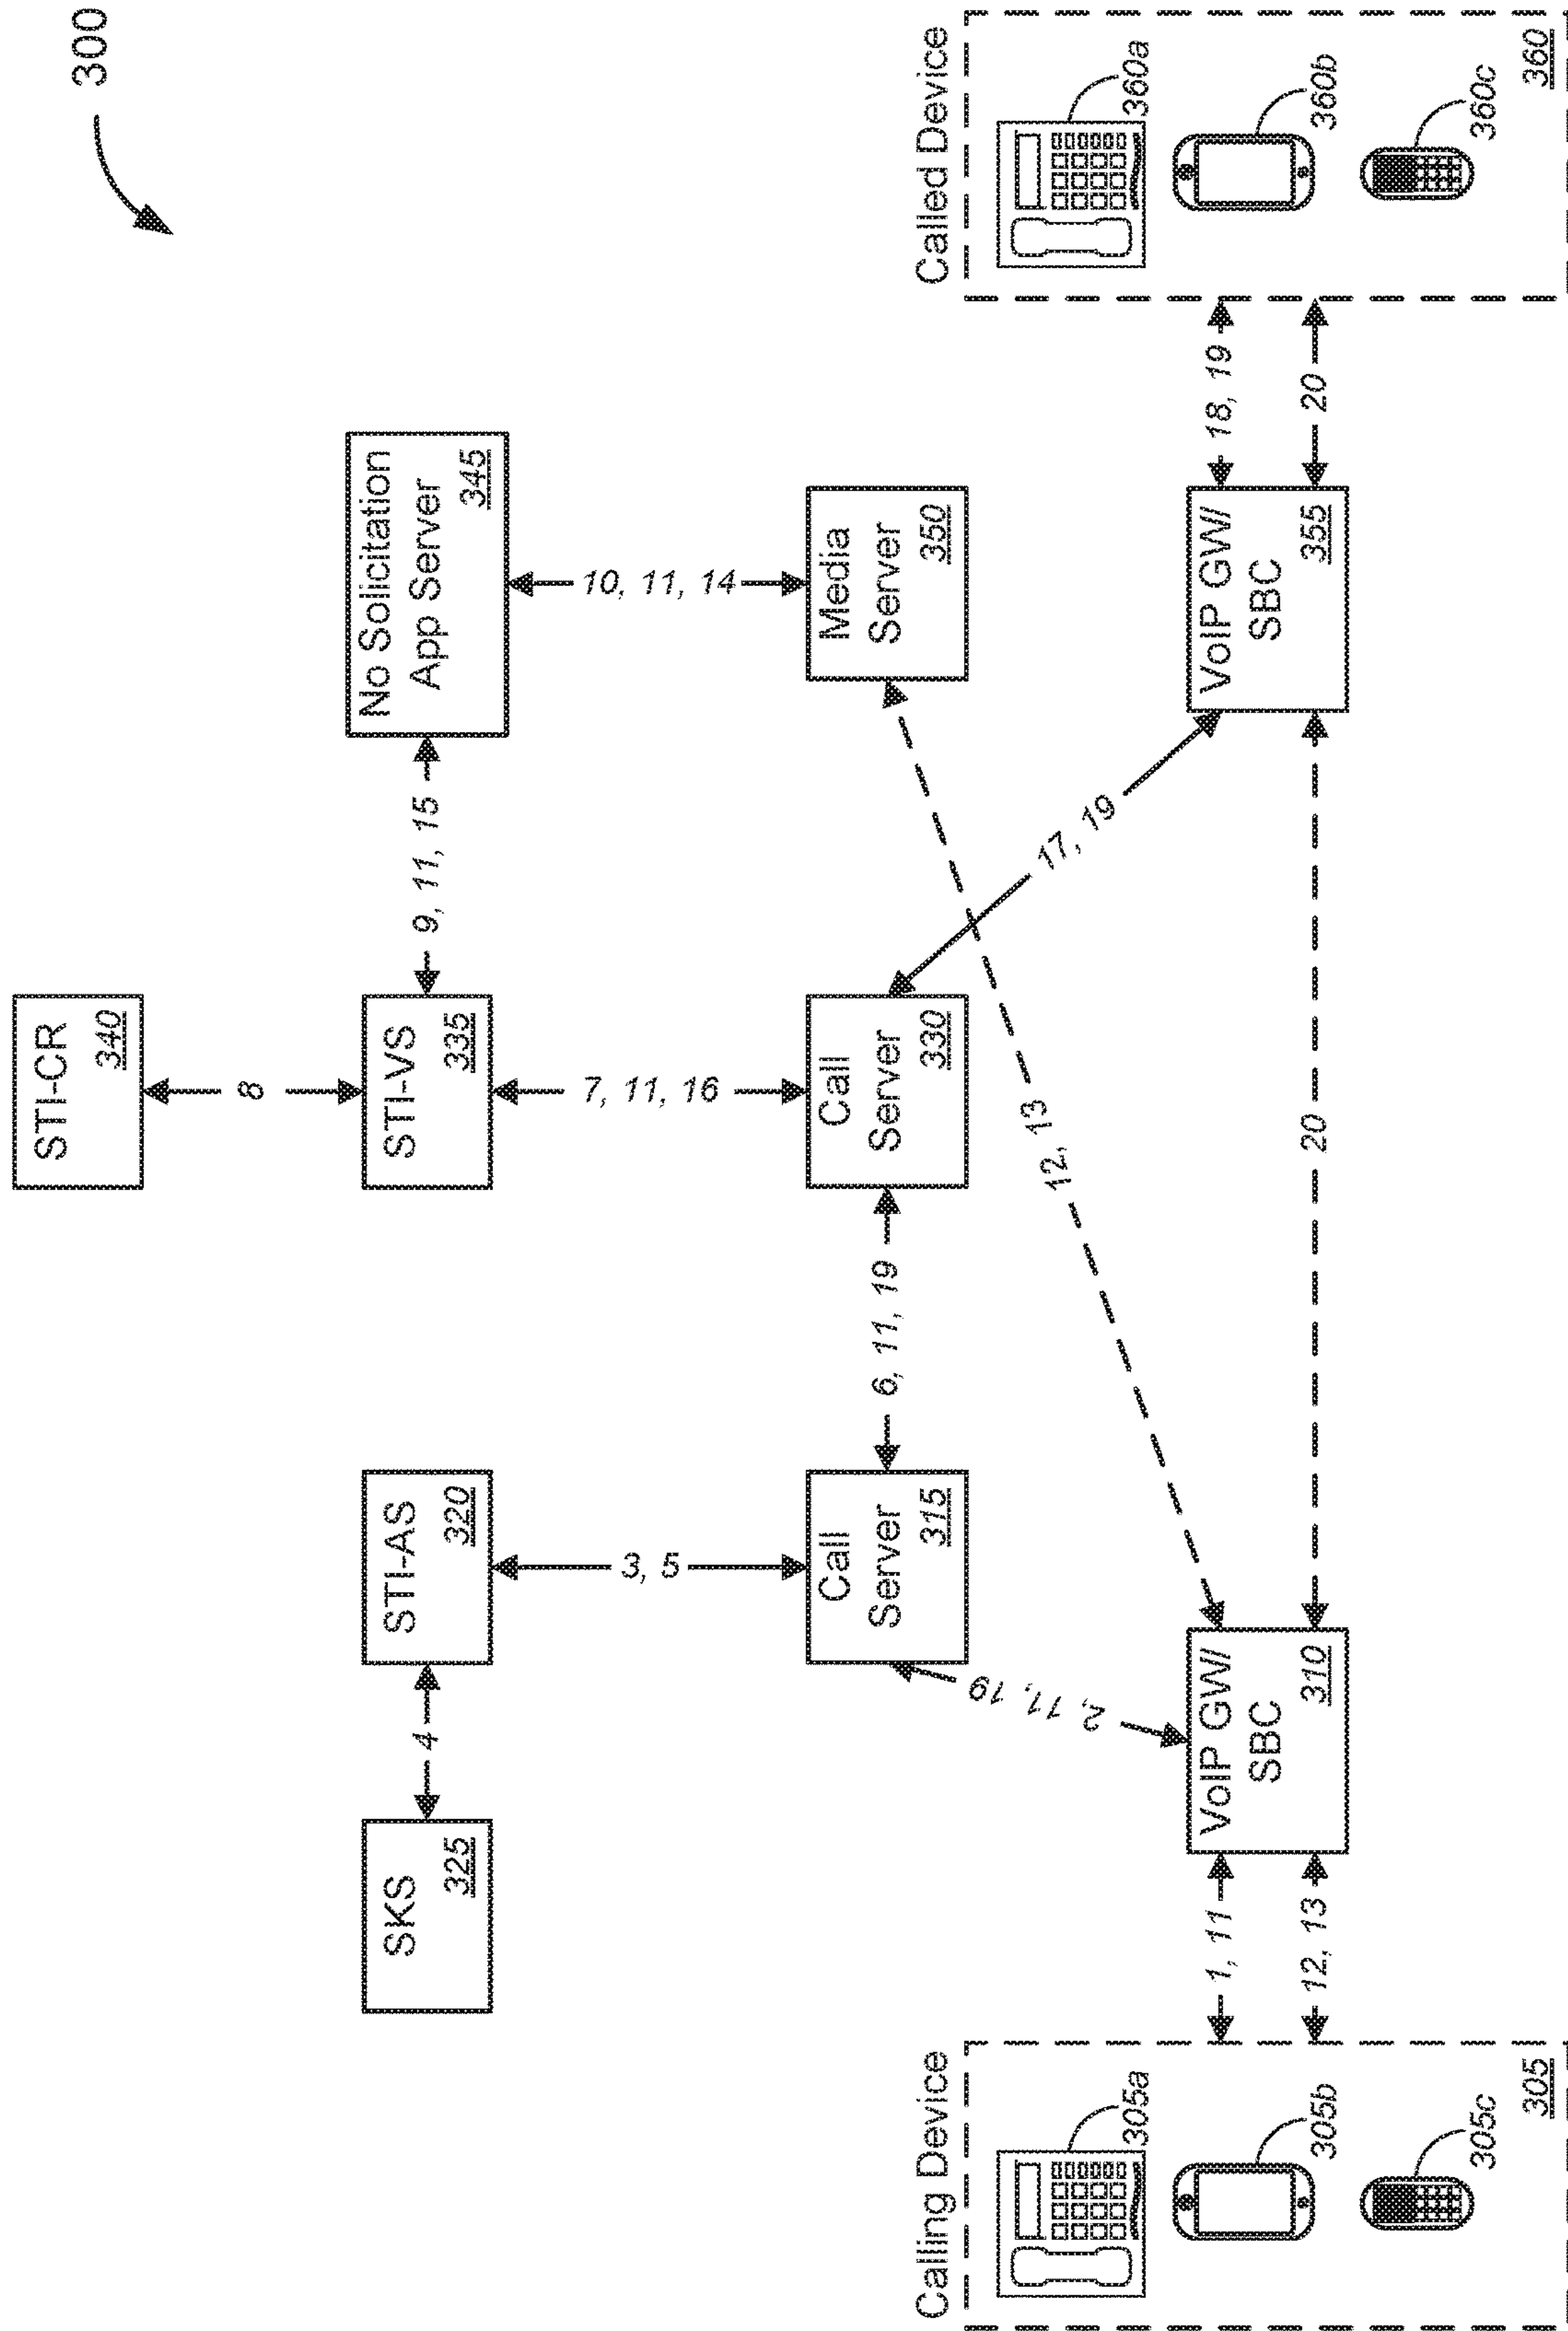 300
STI-CR
340
8
SKS
325
4
STI-AS
320
STI-VS
335
9, 11, 15
No Solicitation
App Server
345
3, 5
7, 11, 16
10, 11, 14
Call
Server
315
6, 11, 19
Call
Server
330
Media
Server
350
2, 11, 19
12, 13
17, 19
Calling Device
305a
305b
305c
305
1, 11
12, 13
VoIP GW/
SBC
310
20
VoIP GW/
SBC
355
18, 19
20
Called Device
360a
360b
360c
360